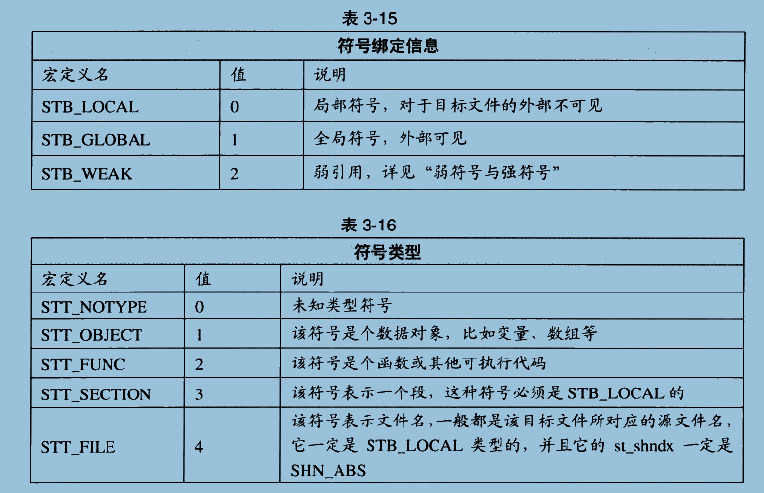 表 3-15
符号绑定信息
宏定义名 值 说明
STB_LOCAL 0 局部符号，对于目标文件的外部不可见
STB_GLOBAL 1 全局符号，外部可见
STB_WEAK 2 弱引用，详见“弱符号与强符号”
表 3-16
符号类型
宏定义名 值 说明
STT_NOTYPE 0 未知类型符号
STT_OBJECT 1 该符号是个数据对象，比如变量、数组等
STT_FUNC 2 该符号是个函数或其他可执行代码
STT_SECTION 3 该符号表示一个段，这种符号必须是 STB_LOCAL 的
STT_FILE 4 该符号表示文件名，一般都是该目标文件所对应的源文件名，
它一定是 STB_LOCAL 类型的，并且它的 st_shndx 一定是
SHN_ABS